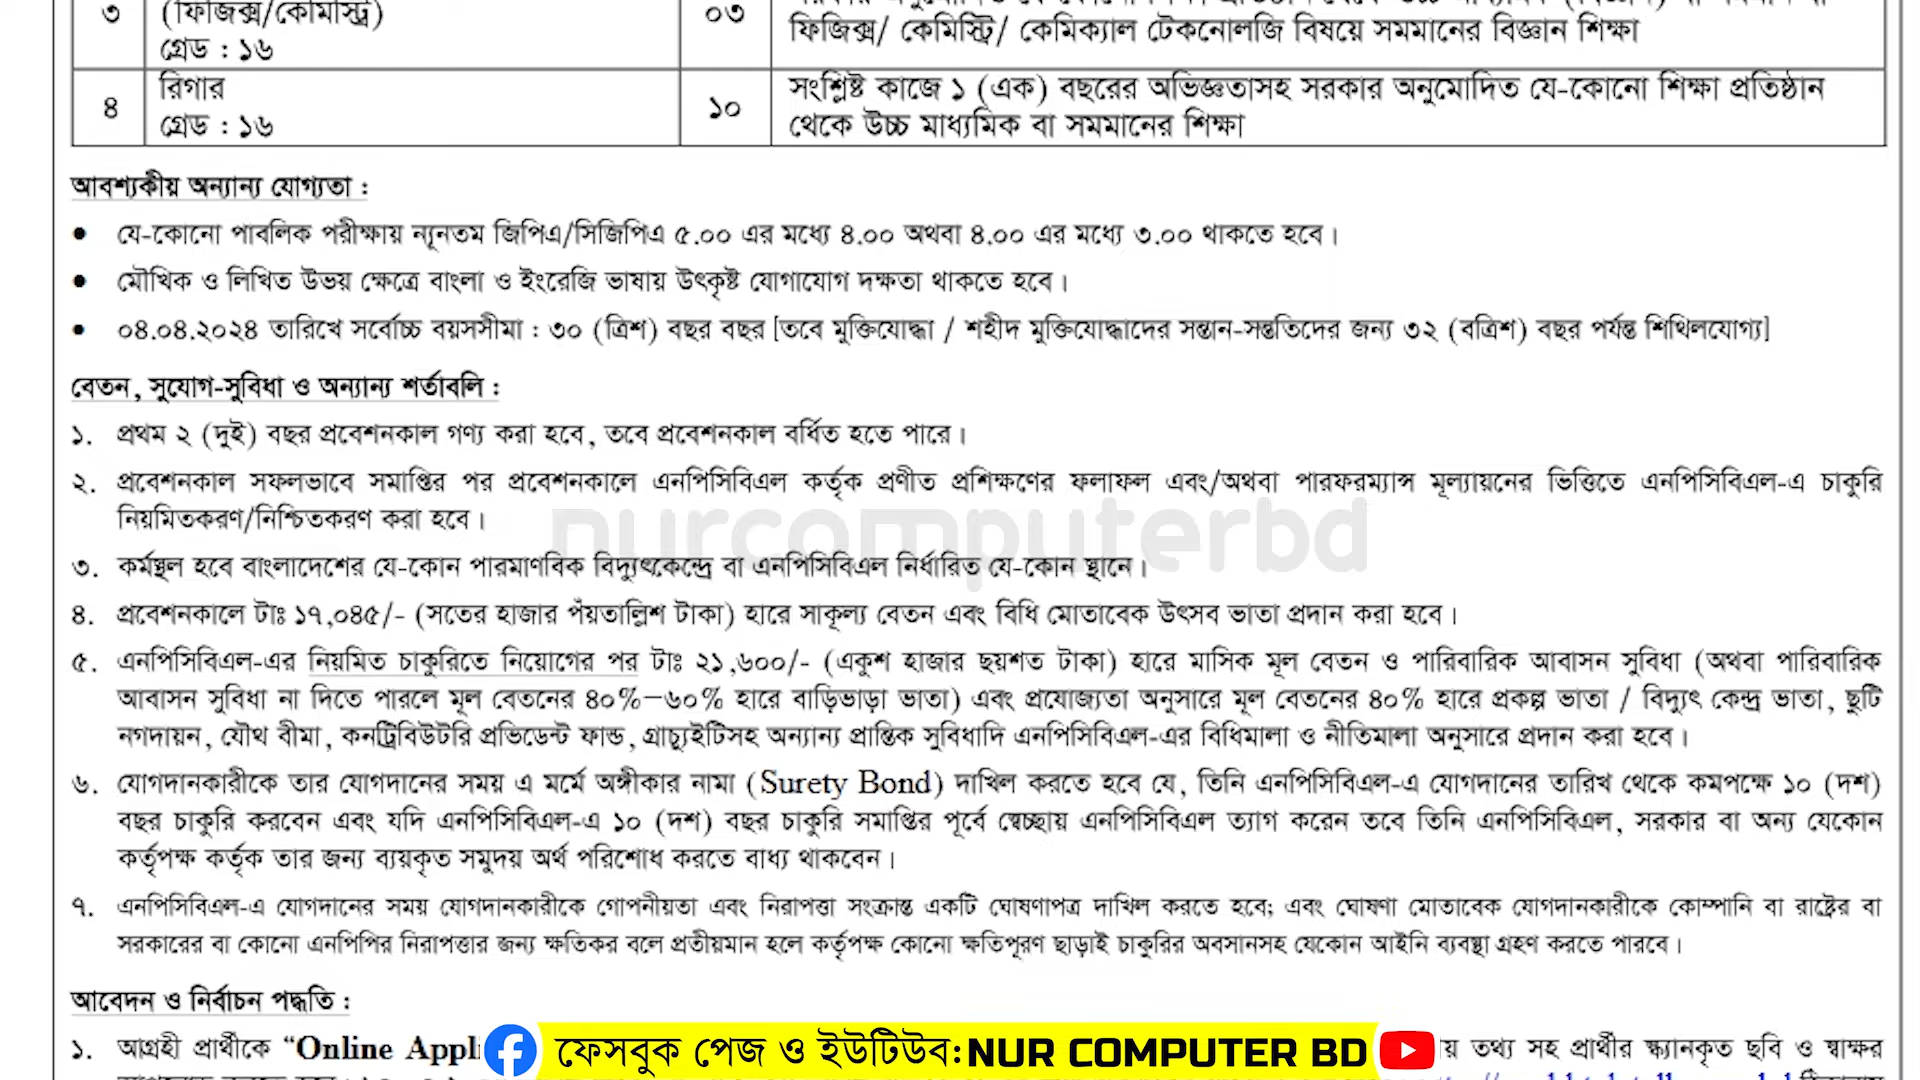 ৩
(ফিজিক্স/কেমিস্ট্রি)
গ্রেড : ১৬
০৩
ফিজিক্স/ কেমিস্ট্রি/ কেমিক্যাল টেকনোলজি বিষয়ে সমমানের বিজ্ঞান শিক্ষা
৪
রিগার
গ্রেড : ১৬
১০
সংশ্লিষ্ট কাজে ১ (এক) বছরের অভিজ্ঞতাসহ সরকার অনুমোদিত যে-কোনো শিক্ষা প্রতিষ্ঠান
থেকে উচ্চ মাধ্যমিক বা সমমানের শিক্ষা
আবশ্যকীয় অন্যান্য যোগ্যতা :
• যে-কোনো পাবলিক পরীক্ষায় ন্যূনতম জিপিএ/সিজিপিএ ৫.০০ এর মধ্যে ৪.০০ অথবা ৪.০০ এর মধ্যে ৩.০০ থাকতে হবে।
• মৌখিক ও লিখিত উভয় ক্ষেত্রে বাংলা ও ইংরেজি ভাষায় উৎকৃষ্ট যোগাযোগ দক্ষতা থাকতে হবে।
• ০৪.০৪.২০২৪ তারিখে সর্বোচ্চ বয়সসীমা : ৩০ (ত্রিশ) বছর বছর [তবে মুক্তিযোদ্ধা / শহীদ মুক্তিযোদ্ধাদের সন্তান-সন্ততিদের জন্য ৩২ (বত্রিশ) বছর পর্যন্ত শিথিলযোগ্য]
বেতন, সুযোগ-সুবিধা ও অন্যান্য শর্তাবলি :
১. প্রথম ২ (দুই) বছর প্রবেশনকাল গণ্য করা হবে, তবে প্রবেশনকাল বর্ধিত হতে পারে।
২. প্রবেশনকাল সফলভাবে সমাপ্তির পর প্রবেশনকালে এনপিসিবিএল কর্তৃক প্রণীত প্রশিক্ষণের ফলাফল এবং/অথবা পারফরম্যান্স মূল্যায়নের ভিত্তিতে এনপিসিবিএল-এ চাকুরি
নিয়মিতকরণ/নিশ্চিতকরণ করা হবে।
nurcomputerbd
৩. কর্মস্থল হবে বাংলাদেশের যে-কোন পারমাণবিক বিদ্যুৎকেন্দ্রে বা এনপিসিবিএল নির্ধারিত যে-কোন স্থানে।
৪. প্রবেশনকালে টাঃ ১৭,০৪৫/- (সতের হাজার পঁয়তাল্লিশ টাকা) হারে সাকূল্য বেতন এবং বিধি মোতাবেক উৎসব ভাতা প্রদান করা হবে।
৫. এনপিসিবিএল-এর নিয়মিত চাকুরিতে নিয়োগের পর টাঃ ২১,৬০০/- (একুশ হাজার ছয়শত টাকা) হারে মাসিক মূল বেতন ও পারিবারিক আবাসন সুবিধা (অথবা পারিবারিক
আবাসন সুবিধা না দিতে পারলে মূল বেতনের ৪০%–৬০% হারে বাড়িভাড়া ভাতা) এবং প্রযোজ্যতা অনুসারে মূল বেতনের ৪০% হারে প্রকল্প ভাতা / বিদ্যুৎ কেন্দ্র ভাতা, ছুটি
নগদায়ন, যৌথ বীমা, কনট্রিবিউটরি প্রভিডেন্ট ফান্ড, গ্রাচ্যুইটিসহ অন্যান্য প্রান্তিক সুবিধাদি এনপিসিবিএল-এর বিধিমালা ও নীতিমালা অনুসারে প্রদান করা হবে।
৬. যোগদানকারীকে তার যোগদানের সময় এ মর্মে অঙ্গীকার নামা (Surety Bond) দাখিল করতে হবে যে, তিনি এনপিসিবিএল-এ যোগদানের তারিখ থেকে কমপক্ষে ১০ (দশ)
বছর চাকুরি করবেন এবং যদি এনপিসিবিএল-এ ১০ (দশ) বছর চাকুরি সমাপ্তির পূর্বে স্বেচ্ছায় এনপিসিবিএল ত্যাগ করেন তবে তিনি এনপিসিবিএল, সরকার বা অন্য যেকোন
কর্তৃপক্ষ কর্তৃক তার জন্য ব্যয়কৃত সমুদয় অর্থ পরিশোধ করতে বাধ্য থাকবেন।
৭. এনপিসিবিএল-এ যোগদানের সময় যোগদানকারীকে গোপনীয়তা এবং নিরাপত্তা সংক্রান্ত একটি ঘোষণাপত্র দাখিল করতে হবে; এবং ঘোষণা মোতাবেক যোগদানকারীকে কোম্পানি বা রাষ্ট্রের বা
সরকারের বা কোনো এনপিপির নিরাপত্তার জন্য ক্ষতিকর বলে প্রতীয়মান হলে কর্তৃপক্ষ কোনো ক্ষতিপূরণ ছাড়াই চাকুরির অবসানসহ যেকোন আইনি ব্যবস্থা গ্রহণ করতে পারবে।
আবেদন ও নির্বাচন পদ্ধতি :
১. আগ্রহী প্রার্থীকে “Online Appl য় তথ্য সহ প্রার্থীর স্ক্যানকৃত ছবি ও স্বাক্ষর
ফেসবুক পেজ ও ইউটিউব:NUR COMPUTER BD